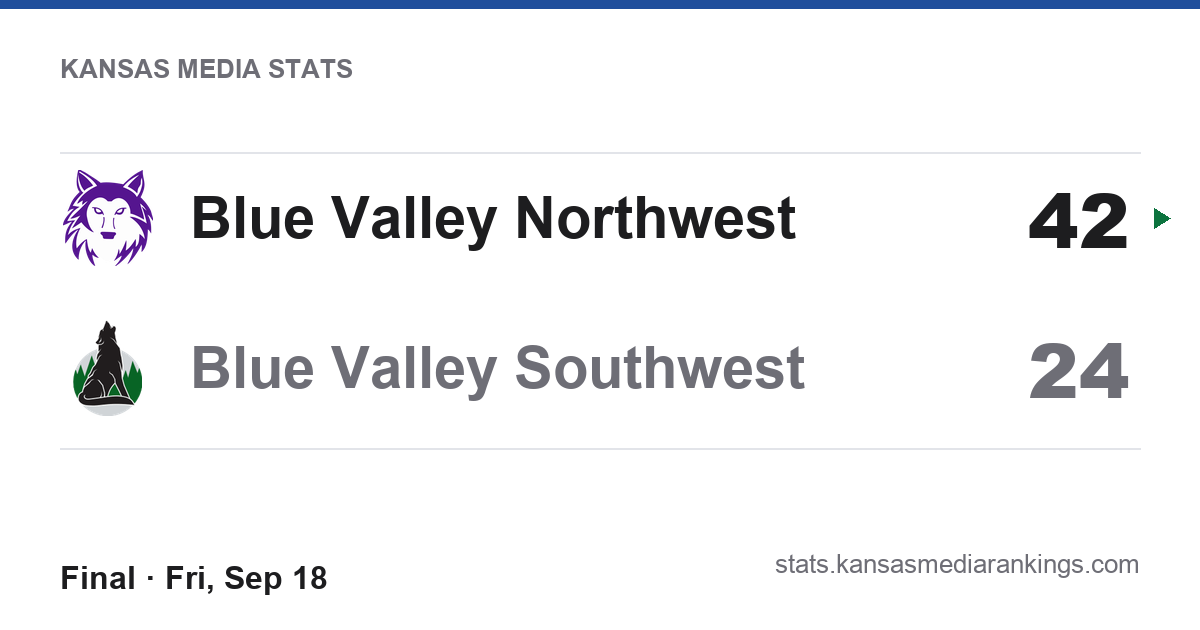 KANSAS MEDIA STATS
Blue Valley Northwest 42
Blue Valley Southwest 24
Final · Fri, Sep 18
stats.kansasmediarankings.com